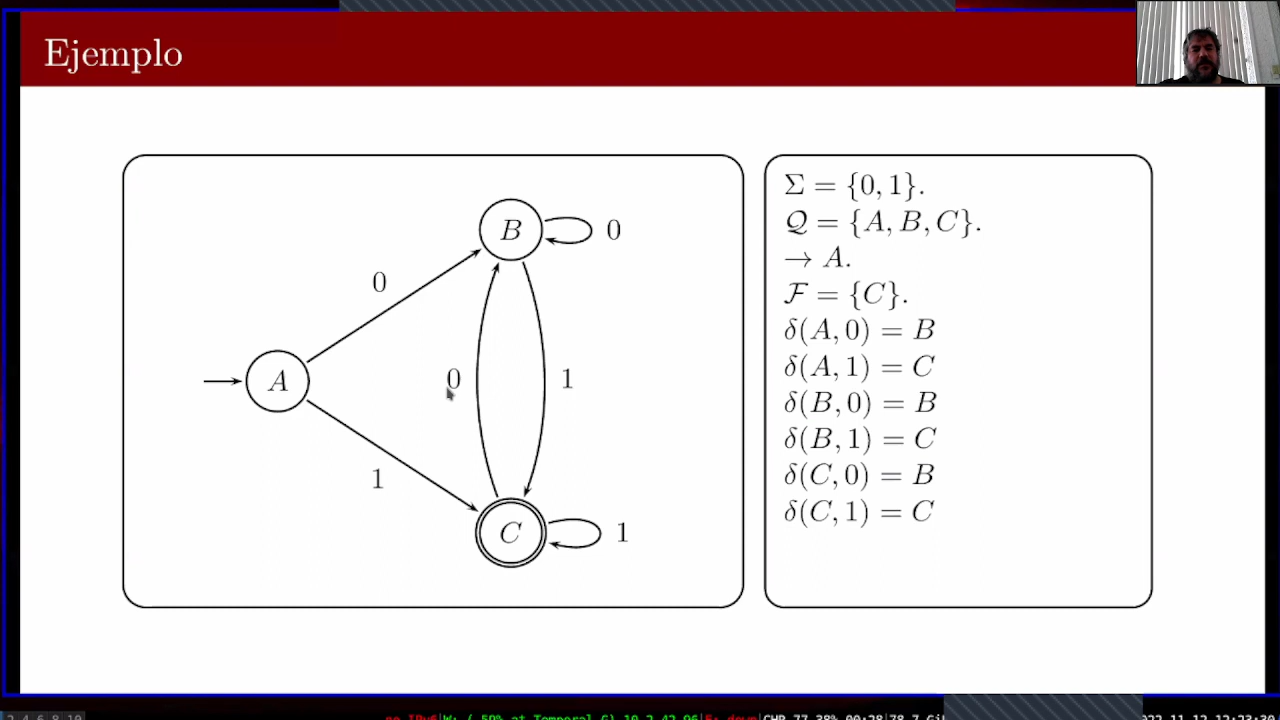 Ejemplo
B
0
0
A
0
1
1
C
1
Σ = {0, 1}.
𝒬 = {A, B, C}.
→ A.
ℱ = {C}.
δ(A, 0) = B
δ(A, 1) = C
δ(B, 0) = B
δ(B, 1) = C
δ(C, 0) = B
δ(C, 1) = C